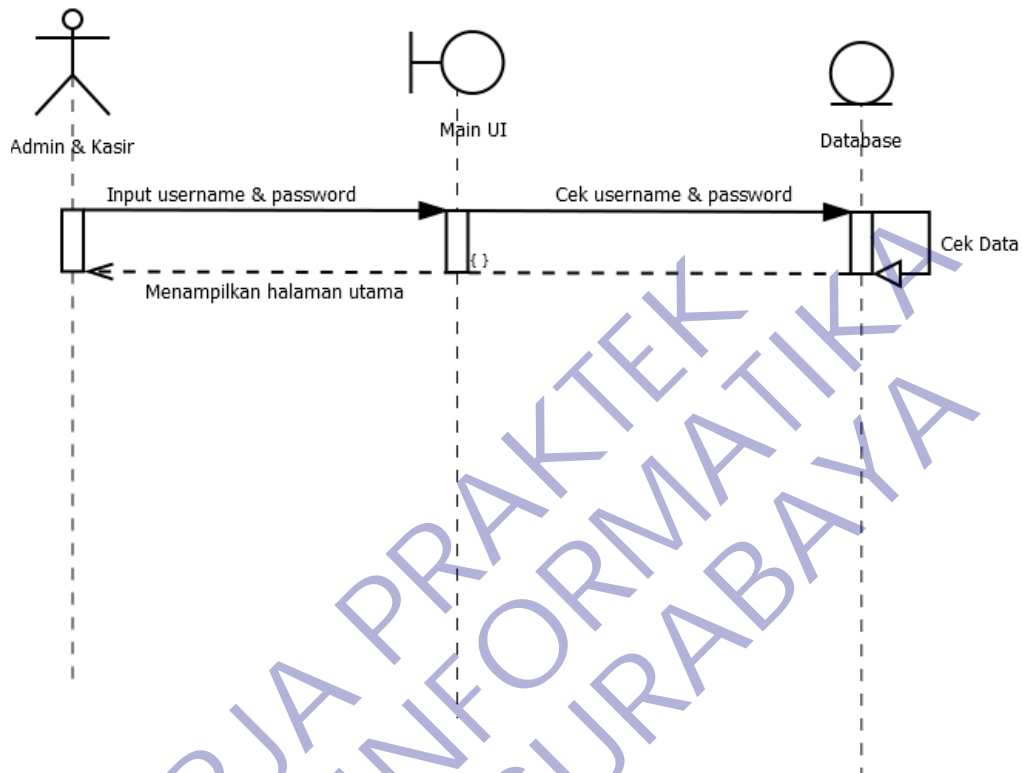 Admin & Kasir
Main UI
Database
Input username & password
Cek username & password
Cek Data
{ }
Menampilkan halaman utama
RJA PRAKTEK
INFORMATIKA
SURABAYA